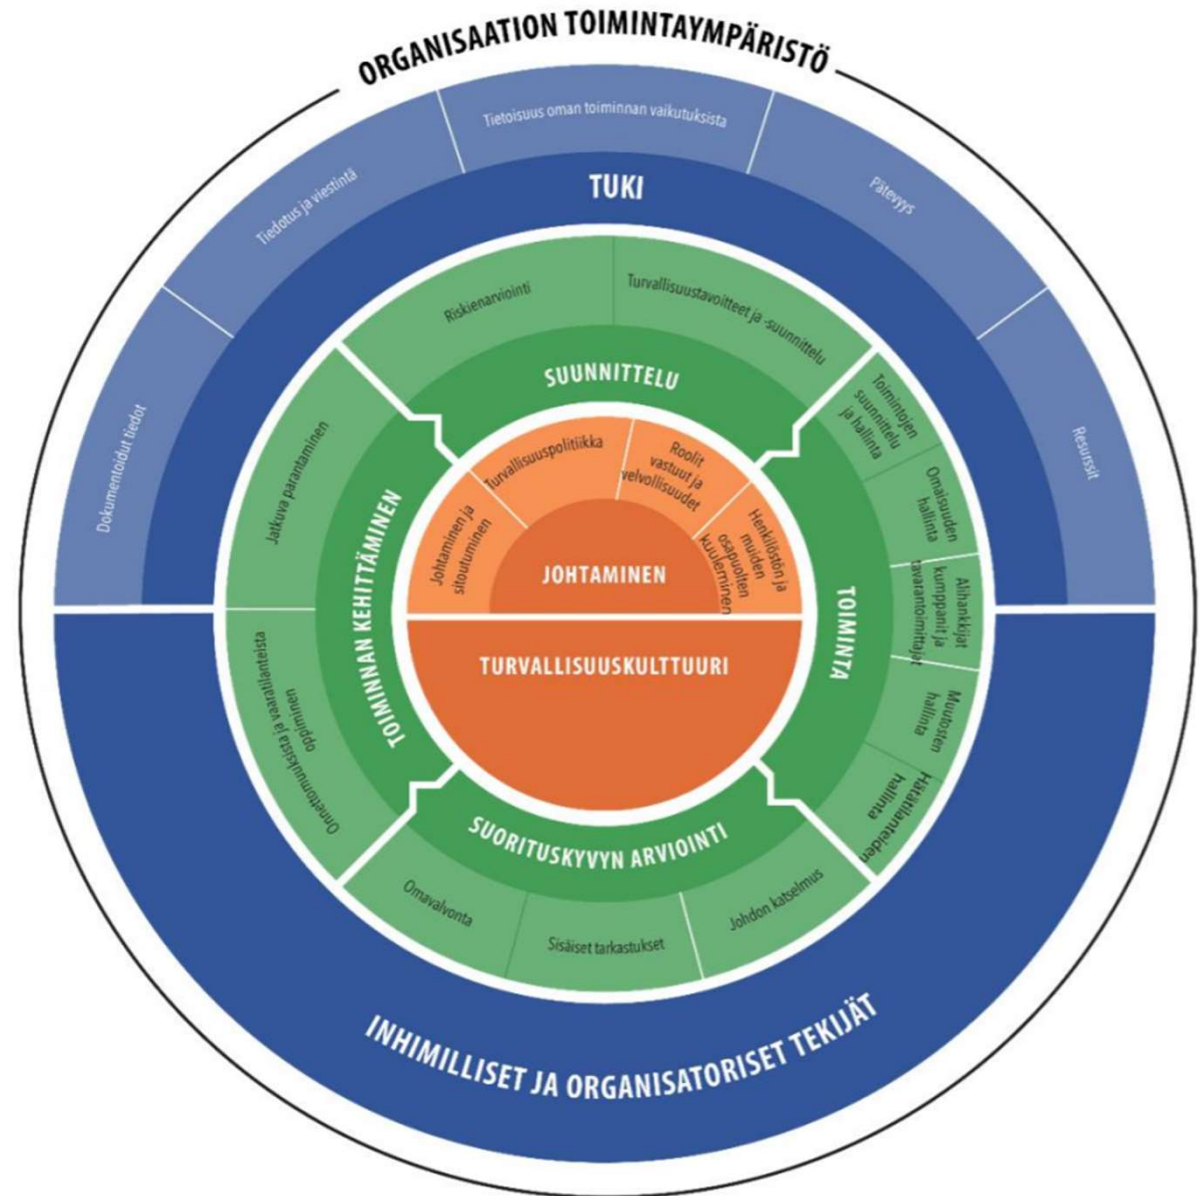 ORGANISAATION TOIMINTAYMPÄRISTÖ
Tietoisuus oman toiminnan vaikutuksista
Tiedotus ja viestintä
Pätevyys
Dokumentoidut tiedot
Resurssit
TUKI
Riskienarviointi
Turvallisuustavoitteet ja -suunnittelu
SUUNNITTELU
Toimintojen
suunnittelu
ja hallinta
Omaisuuden
hallinta
Alihankkijat
kumppanit ja
tavarantoimittajat
Muutosten
hallinta
Hätätilanteiden
hallinta
TOIMINTA
Jatkuva parantaminen
Onnettomuuksista ja vaaratilanteista
oppiminen
TOIMINNAN KEHITTÄMINEN
Johtaminen ja
sitoutuminen
Turvallisuuspolitiikka
Roolit
vastuut ja
velvollisuudet
Henkilöstön ja
muiden
osapuolten
kuuleminen
JOHTAMINEN
TURVALLISUUSKULTTUURI
SUORITUSKYVYN ARVIOINTI
Omavalvonta
Sisäiset tarkastukset
Johdon katselmus
INHIMILLISET JA ORGANISATORISET TEKIJÄT